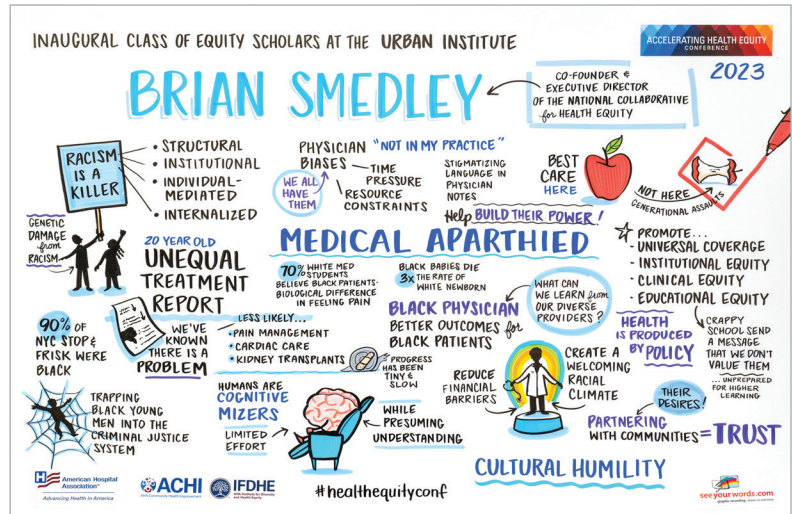 INAUGURAL CLASS OF EQUITY SCHOLARS AT THE URBAN INSTITUTE
ACCELERATING HEALTH EQUITY
CONFERENCE
2023
BRIAN SMEDLEY
CO-FOUNDER &
EXECUTIVE DIRECTOR
OF THE NATIONAL COLLABORATIVE
for HEALTH EQUITY
RACISM
IS A
KILLER
• STRUCTURAL
• INSTITUTIONAL
• INDIVIDUAL-
MEDIATED
• INTERNALIZED
GENETIC
DAMAGE
from
RACISM
PHYSICIAN
BIASES
"NOT IN MY PRACTICE"
WE ALL
HAVE
THEM
TIME
PRESSURE
RESOURCE
CONSTRAINTS
STIGMATIZING
LANGUAGE IN
PHYSICIAN
NOTES
Help BUILD THEIR POWER!
BEST
CARE
HERE
NOT HERE
GENERATIONAL ASSAULTS
MEDICAL APARTHIED
20 YEAR OLD
UNEQUAL
TREATMENT
REPORT
WE'VE
KNOWN
THERE IS A
PROBLEM
70% WHITE MED
STUDENTS
BELIEVE BLACK PATIENTS-
BIOLOGICAL DIFFERENCE
IN FEELING PAIN
BLACK BABIES DIE
3x THE RATE OF
WHITE NEWBORN
LESS LIKELY...
• PAIN MANAGEMENT
• CARDIAC CARE
• KIDNEY TRANSPLANTS
PROGRESS
HAS BEEN
TINY &
SLOW
BLACK PHYSICIAN
BETTER OUTCOMES for
BLACK PATIENTS
WHAT CAN
WE LEARN from
OUR DIVERSE
PROVIDERS?
PROMOTE...
- UNIVERSAL COVERAGE
- INSTITUTIONAL EQUITY
- CLINICAL EQUITY
- EDUCATIONAL EQUITY
CRAPPY
SCHOOL SEND
A MESSAGE
THAT WE DON'T
VALUE THEM
...UNPREPARED
FOR HIGHER
LEARNING
HEALTH
IS PRODUCED
BY POLICY
90% OF
NYC STOP &
FRISK WERE
BLACK
TRAPPING
BLACK YOUNG
MEN INTO THE
CRIMINAL JUSTICE
SYSTEM
HUMANS ARE
COGNITIVE
MIZERS
LIMITED
EFFORT
WHILE
PRESUMING
UNDERSTANDING
REDUCE
FINANCIAL
BARRIERS
CREATE A
WELCOMING
RACIAL
CLIMATE
THEIR
DESIRES!
PARTNERING
WITH COMMUNITIES = TRUST
CULTURAL HUMILITY
American Hospital
Association
Advancing Health in America
ACHI
AHA Community Health Improvement
IFDHE
AHA Institute for Diversity
and Health Equity
#healthequityconf
seeyourwords.com